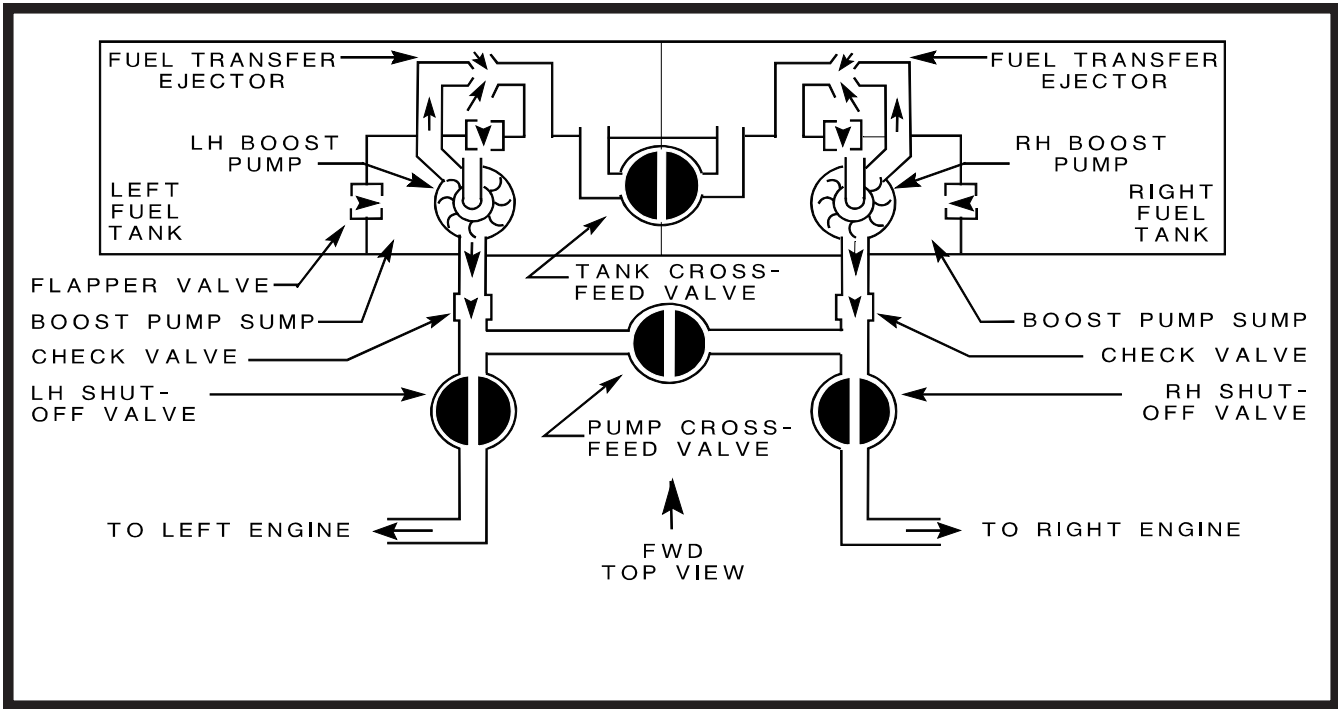 FUEL TRANSFER
EJECTOR
FUEL TRANSFER
EJECTOR
LH BOOST
PUMP
RH BOOST
PUMP
LEFT
FUEL
TANK
RIGHT
FUEL
TANK
TANK CROSS-
FEED VALVE
FLAPPER VALVE
BOOST PUMP SUMP
CHECK VALVE
LH SHUT-
OFF VALVE
BOOST PUMP SUMP
CHECK VALVE
RH SHUT-
OFF VALVE
PUMP CROSS-
FEED VALVE
TO LEFT ENGINE
TO RIGHT ENGINE
FWD
TOP VIEW